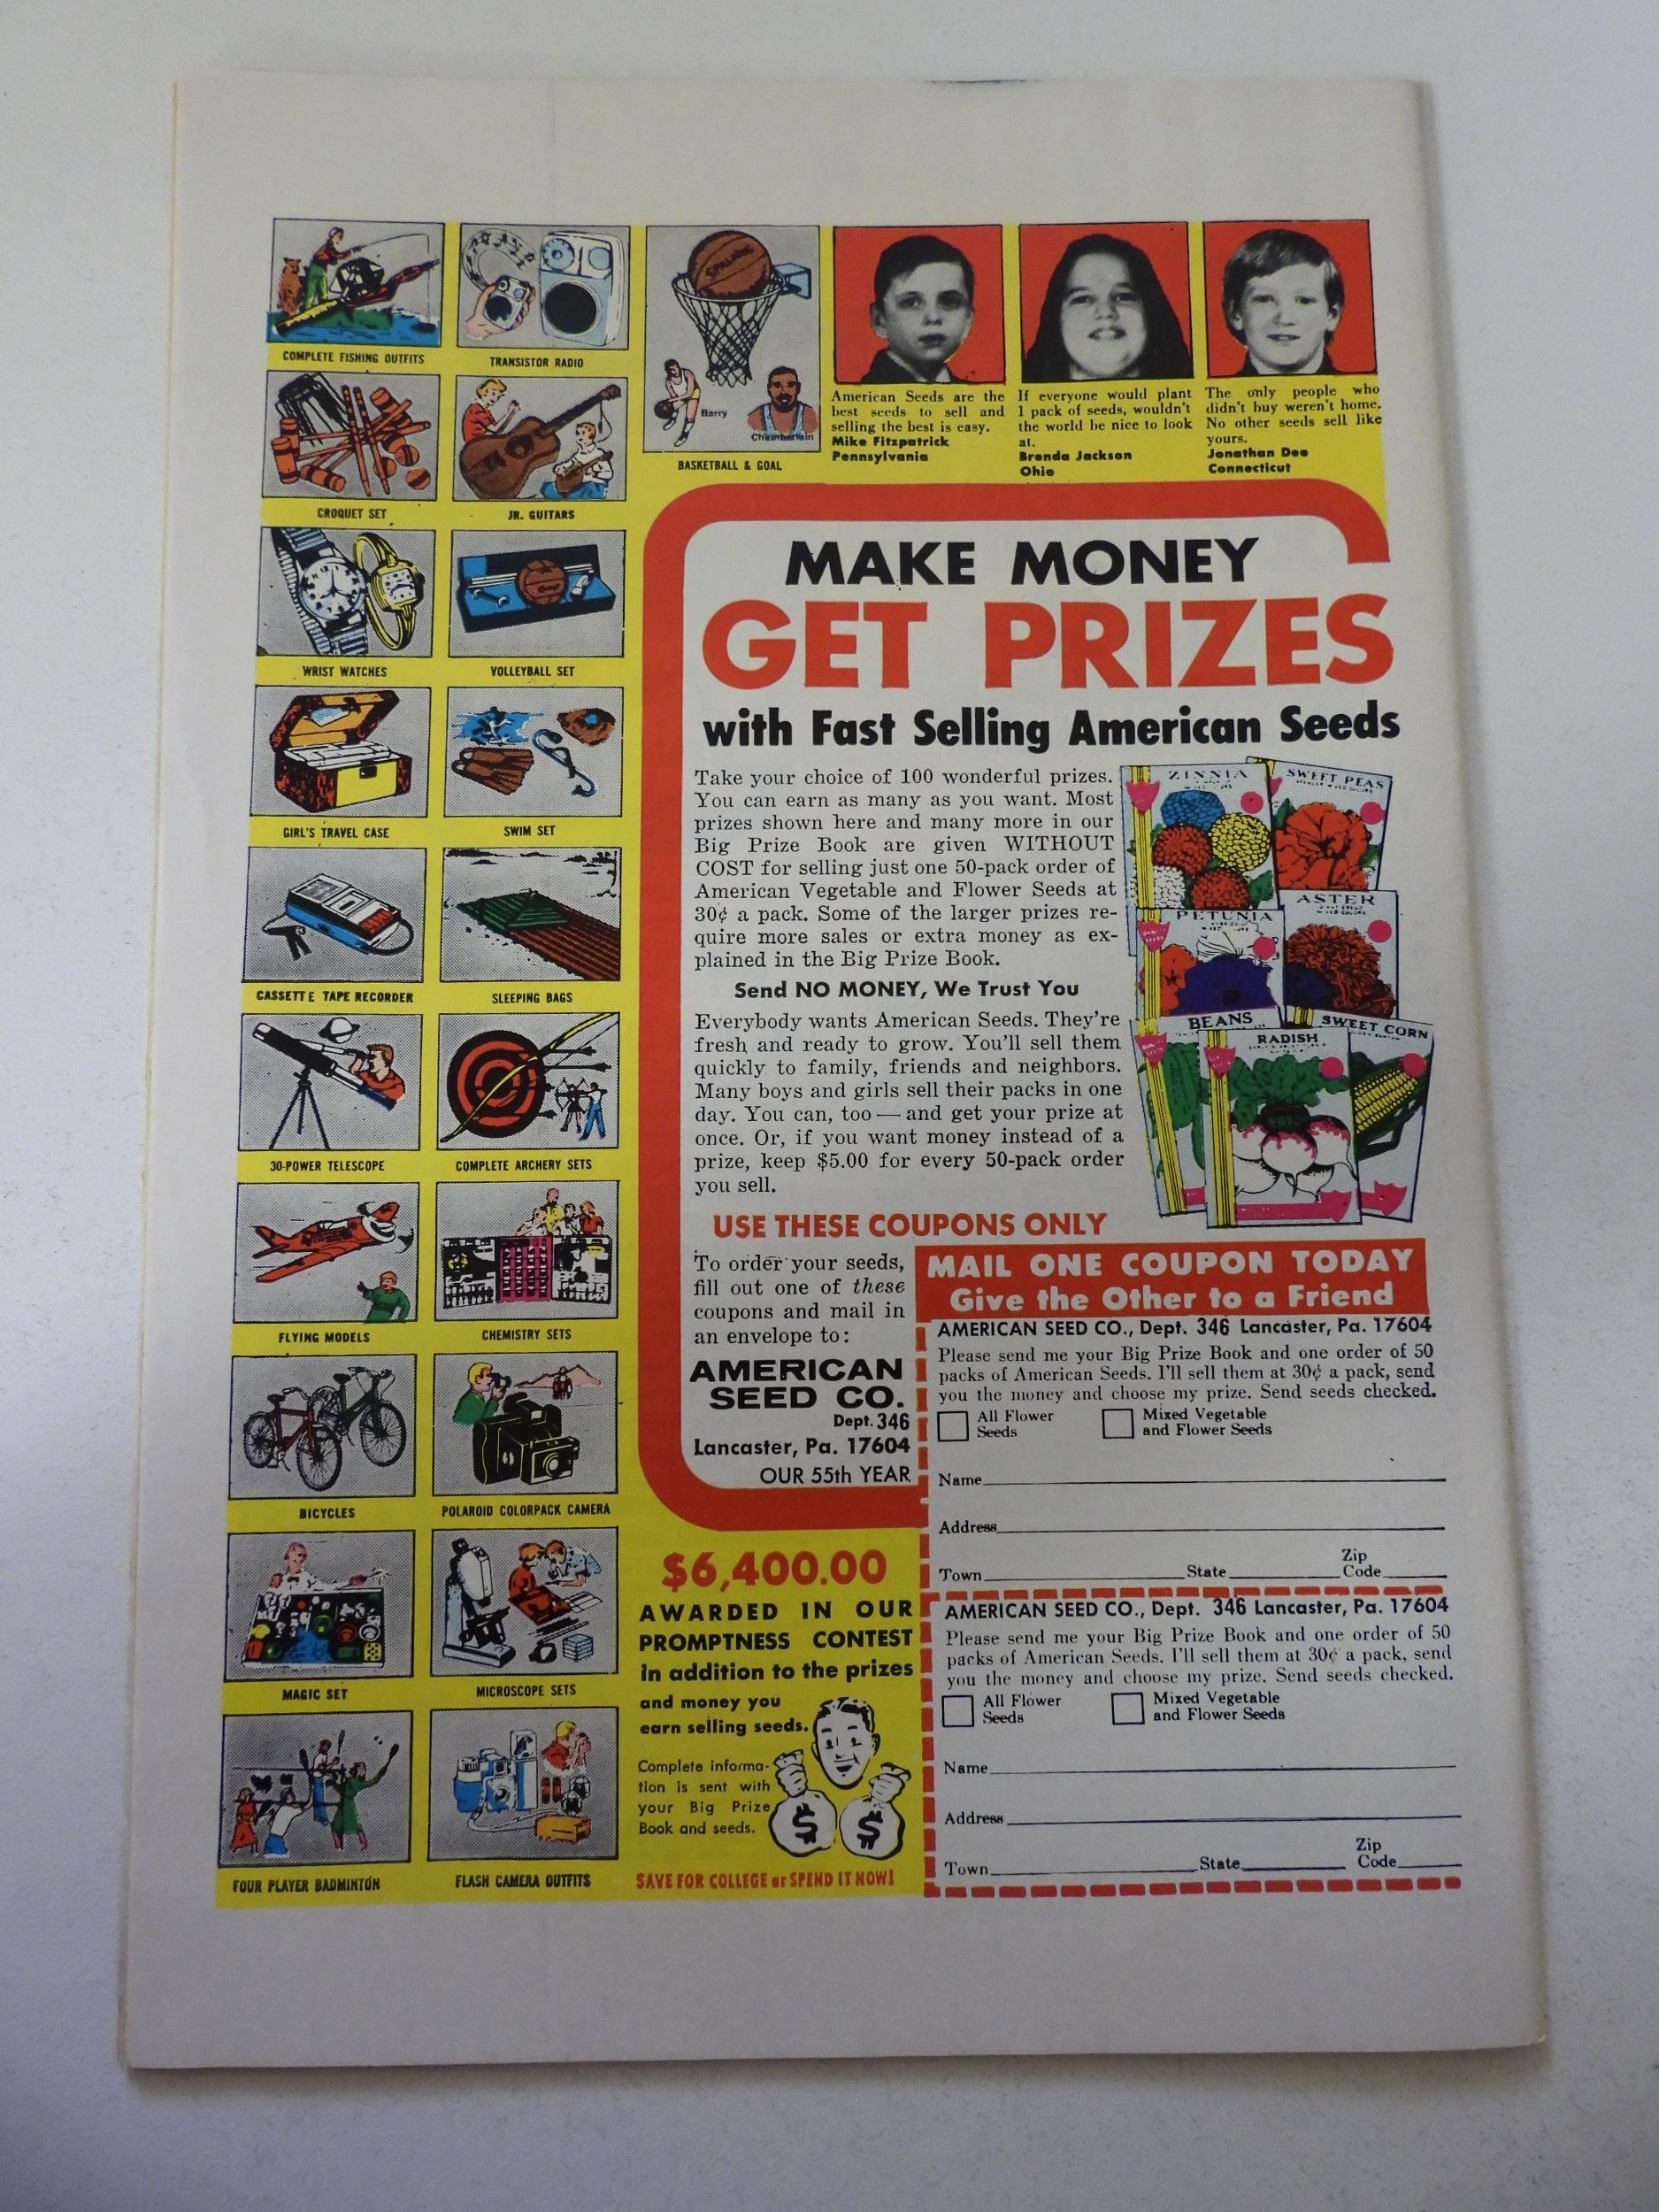 COMPLETE FISHING OUTFITS
TRANSISTOR RADIO
SPALDING
Barry
Chamberlain
BASKETBALL & GOAL
American Seeds are the
best seeds to sell and
selling the best is easy.
Mike Fitzpatrick
Pennsylvania
If everyone would plant
1 pack of seeds, wouldn't
the world be nice to look
at.
Brenda Jackson
Ohio
The only people who
didn't buy weren't home.
No other seeds sell like
yours.
Jonathan Dee
Connecticut
CROQUET SET
JR. GUITARS
WRIST WATCHES
VOLLEYBALL SET
GIRL'S TRAVEL CASE
SWIM SET
CASSETTE TAPE RECORDER
SLEEPING BAGS
30-POWER TELESCOPE
COMPLETE ARCHERY SETS
FLYING MODELS
CHEMISTRY SETS
BICYCLES
POLAROID COLORPACK CAMERA
MAGIC SET
MICROSCOPE SETS
FOUR PLAYER BADMINTON
FLASH CAMERA OUTFITS
MAKE MONEY
GET PRIZES
with Fast Selling American Seeds
Take your choice of 100 wonderful prizes.
You can earn as many as you want. Most
prizes shown here and many more in our
Big Prize Book are given WITHOUT
COST for selling just one 50-pack order of
American Vegetable and Flower Seeds at
30¢ a pack. Some of the larger prizes re-
quire more sales or extra money as ex-
plained in the Big Prize Book.
Send NO MONEY, We Trust You
Everybody wants American Seeds. They're
fresh and ready to grow. You'll sell them
quickly to family, friends and neighbors.
Many boys and girls sell their packs in one
day. You can, too — and get your prize at
once. Or, if you want money instead of a
prize, keep $5.00 for every 50-pack order
you sell.
ZINNIA
SWEET PEAS
PETUNIA
ASTER
BEANS
RADISH
SWEET CORN
USE THESE COUPONS ONLY
To order your seeds,
fill out one of these
coupons and mail in
an envelope to:
AMERICAN
SEED CO.
Dept. 346
Lancaster, Pa. 17604
OUR 55th YEAR
MAIL ONE COUPON TODAY
Give the Other to a Friend
AMERICAN SEED CO., Dept. 346 Lancaster, Pa. 17604
Please send me your Big Prize Book and one order of 50
packs of American Seeds. I'll sell them at 30¢ a pack, send
you the money and choose my prize. Send seeds checked.
All Flower
Seeds
Mixed Vegetable
and Flower Seeds
Name
Address
Town State Zip Code
AMERICAN SEED CO., Dept. 346 Lancaster, Pa. 17604
Please send me your Big Prize Book and one order of 50
packs of American Seeds. I'll sell them at 30¢ a pack, send
you the money and choose my prize. Send seeds checked.
All Flower
Seeds
Mixed Vegetable
and Flower Seeds
Name
Address
Town State Zip Code
$6,400.00
AWARDED IN OUR
PROMPTNESS CONTEST
in addition to the prizes
and money you
earn selling seeds.
Complete informa-
tion is sent with
your Big Prize
Book and seeds.
$ $
SAVE FOR COLLEGE or SPEND IT NOW!